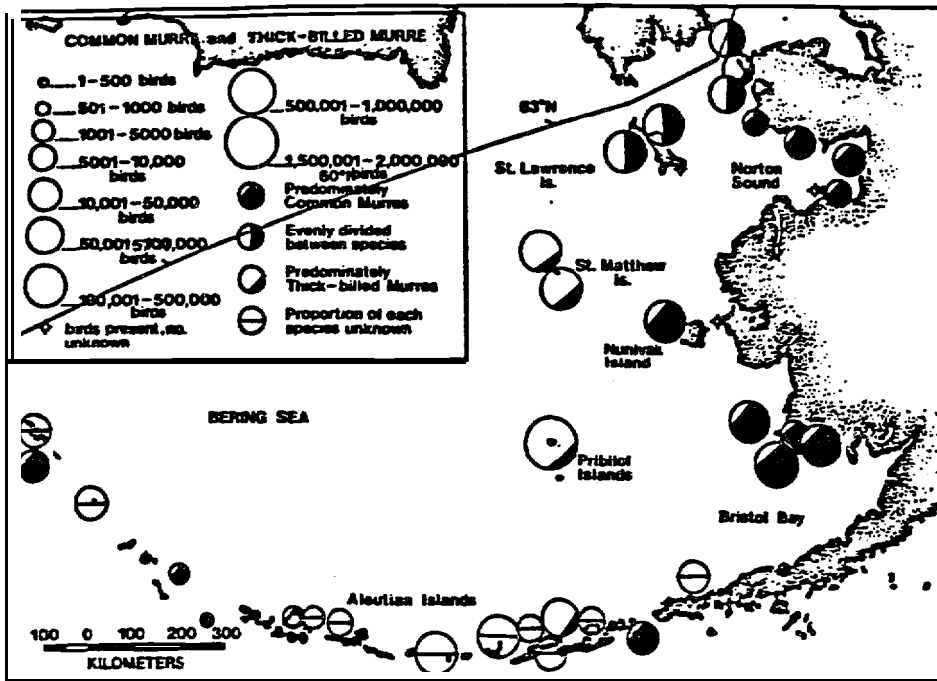 COMMON MURRE and THICK-BILLED MURRE
1-500 birds
501-1000 birds
1001-5000 birds
5001-10,000
birds
10,001-50,000
birds
birds
100,001-500,000
birds
birds present, no.
unknown
500,001-1,000,000
birds
1,500,001-2,000,000
birds
Predominately
Common Murres
Evenly divided
between species
Predominately
Thick-billed Murres
Proportion of each
species unknown
63°N
St. Lawrence
Is.
Norton
Sound
St. Matthew
Is.
Nunivak
Island
BERING SEA
Pribilof
Islands
Bristol Bay
Aleutian Islands
100 0 100 200 300
KILOMETERS